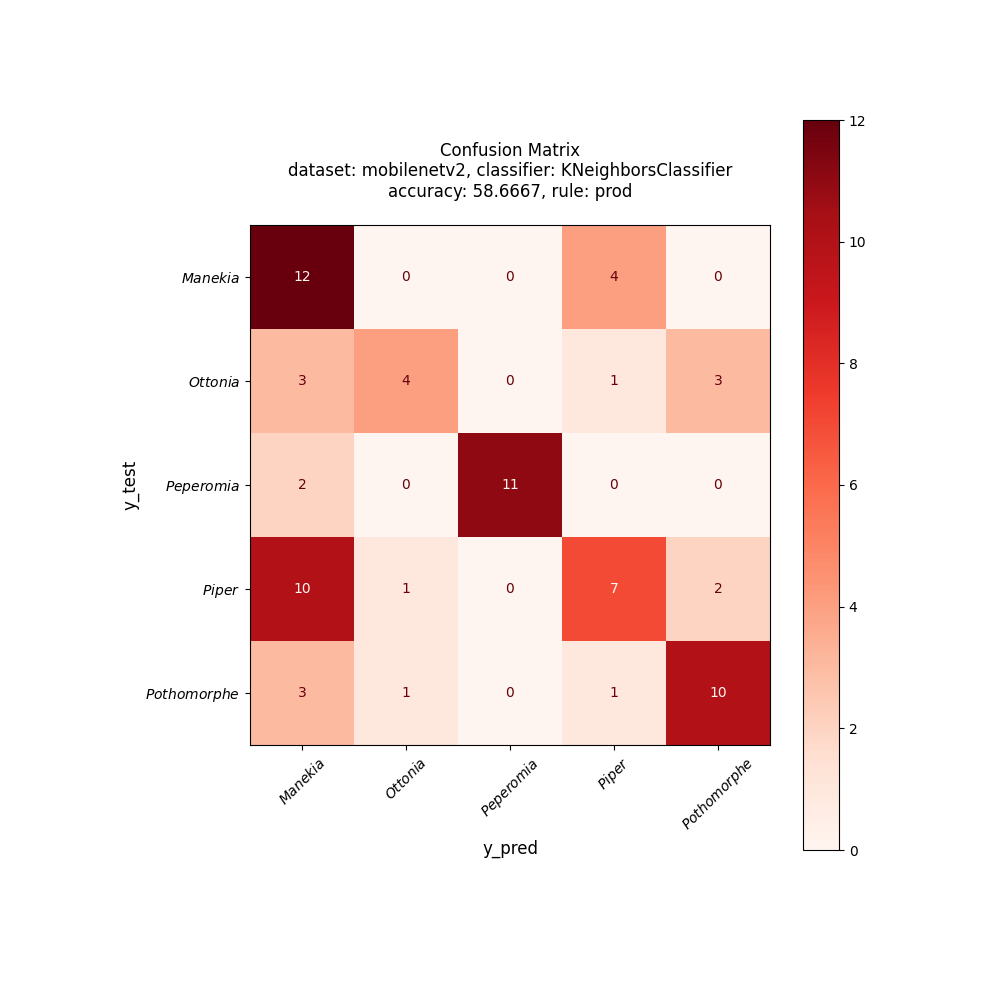 Confusion Matrix
dataset: mobilenetv2, classifier: KNeighborsClassifier
accuracy: 58.6667, rule: prod
Manekia 12 0 0 4 0
Ottonia 3 4 0 1 3
Peperomia 2 0 11 0 0
Piper 10 1 0 7 2
Pothomorphe 3 1 0 1 10
y_test
Manekia Ottonia Peperomia Piper Pothomorphe
y_pred
12
10
8
6
4
2
0